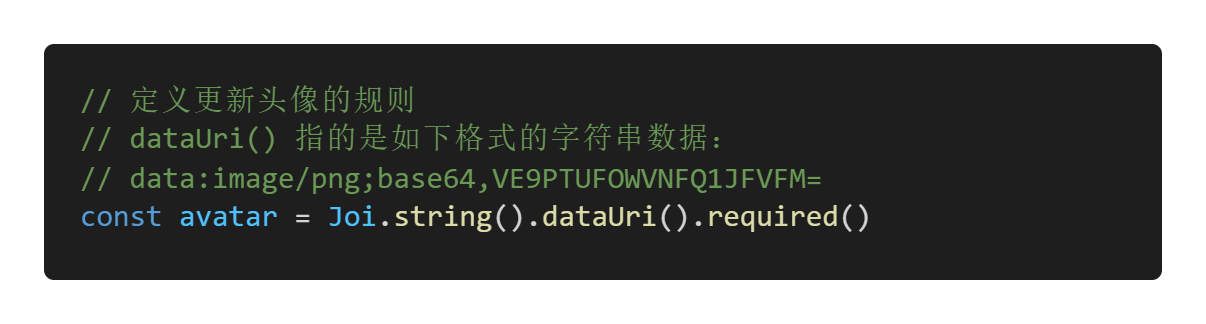 // 定义更新头像的规则
// dataUri() 指的是如下格式的字符串数据：
// data:image/png;base64,VE9PTUFOWVNFQ1JFVFM=
const avatar = Joi.string().dataUri().required()